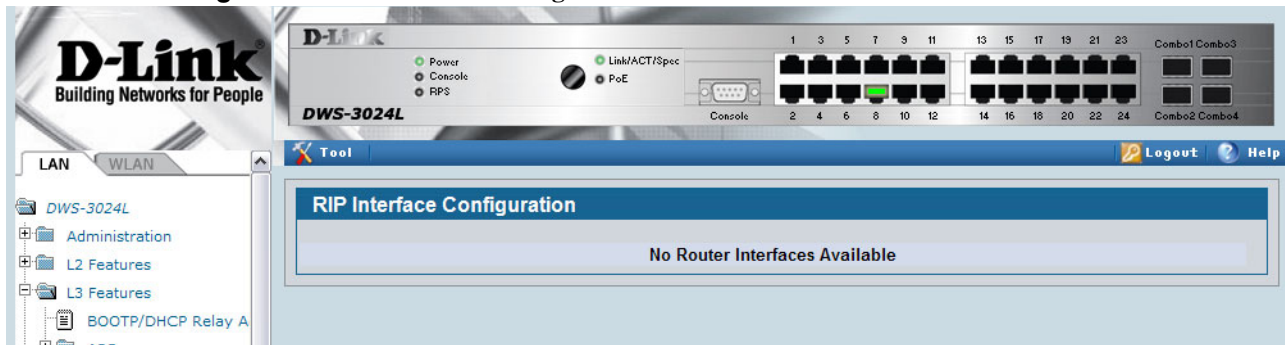 D-Link
Building Networks for People
D-Link
Power
Console
RPS
Link/ACT/Spec
PoE
DWS-3024L
Console
1 3 5 7 9 11 13 15 17 19 21 23 Combo1 Combo3
2 4 6 8 10 12 14 16 18 20 22 24 Combo2 Combo4
LAN WLAN
Tool Logout Help
DWS-3024L
Administration
L2 Features
L3 Features
BOOTP/DHCP Relay A
RIP Interface Configuration
No Router Interfaces Available